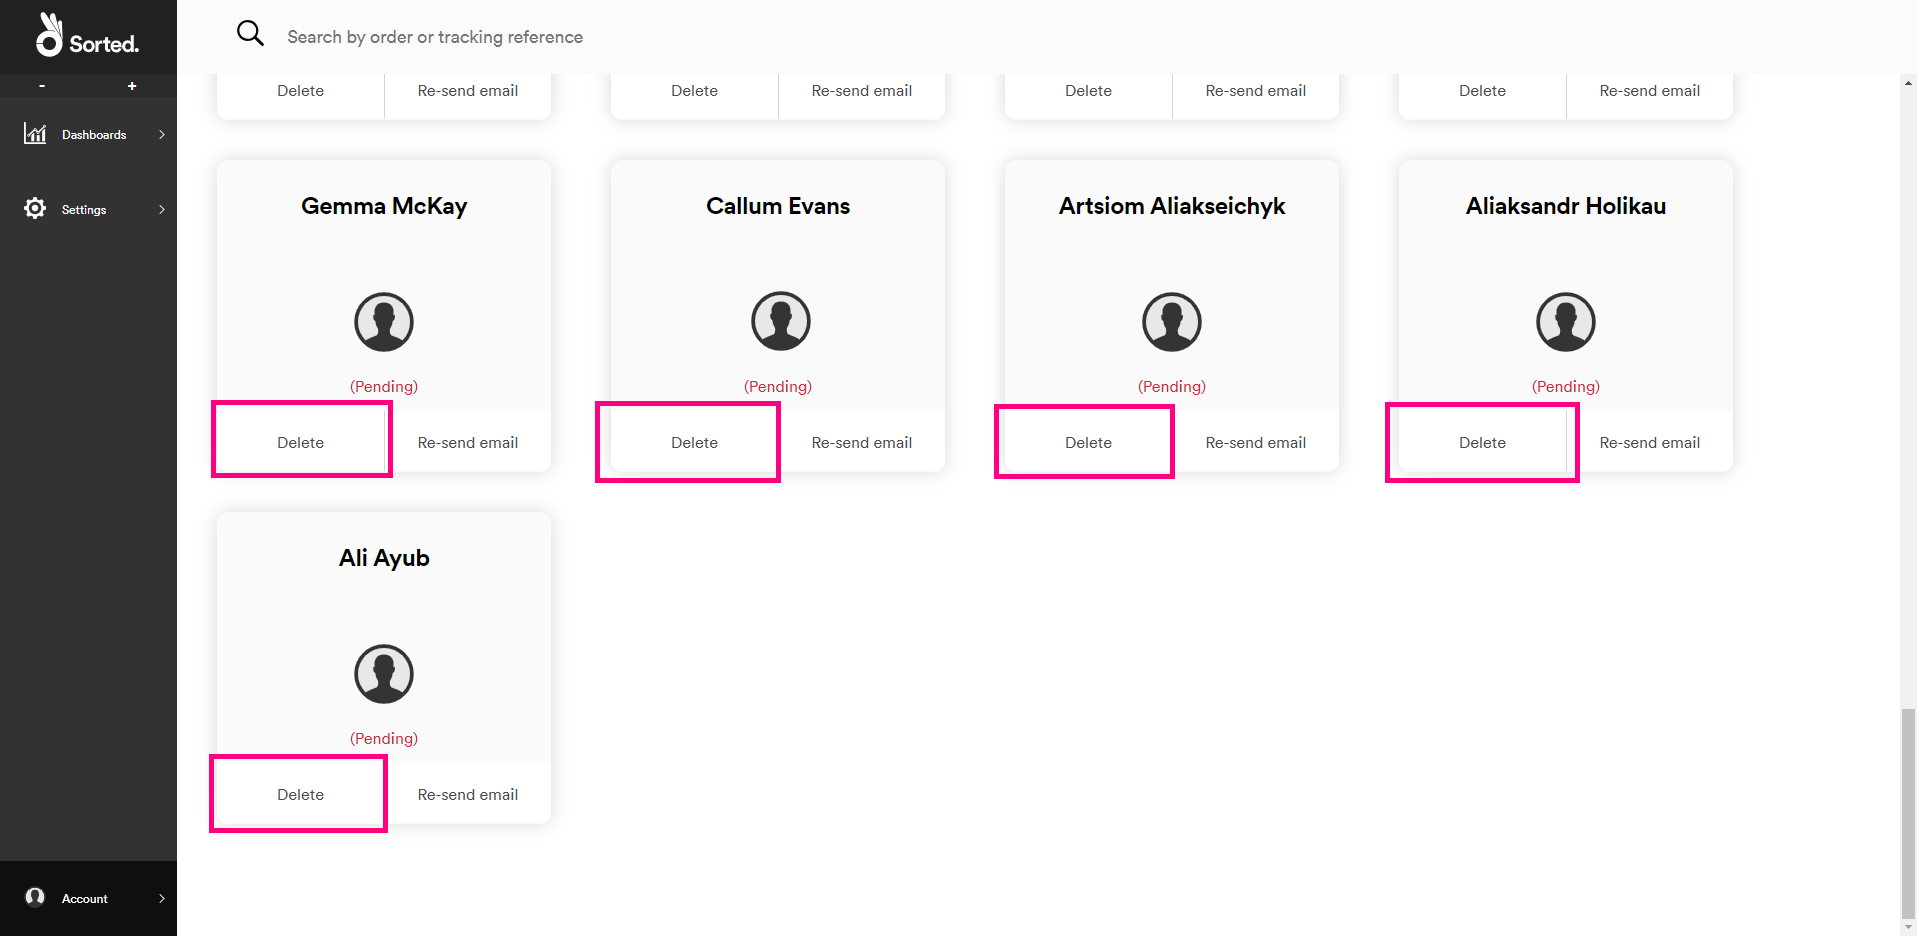 Sorted.
Search by order or tracking reference
- +
Dashboards
Settings
Delete Re-send email Delete Re-send email Delete Re-send email Delete Re-send email
Gemma McKay Callum Evans Artsiom Aliakseichyk Aliaksandr Holikau
(Pending) (Pending) (Pending) (Pending)
Delete Re-send email Delete Re-send email Delete Re-send email Delete Re-send email
Ali Ayub
(Pending)
Delete Re-send email
Account